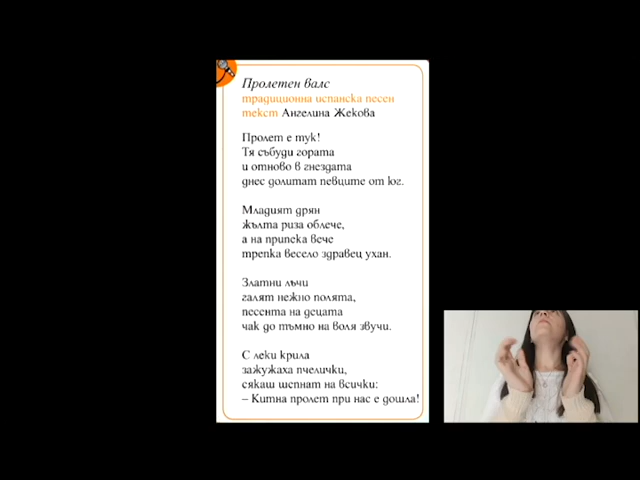 Пролетен валс
традиционна испанска песен
текст Ангелина Жекова
Пролет е тук!
Тя събуди гората
и отново в гнездата
днес долитат певците от юг.
Младият дрян
жълта риза облече,
а на припека вече
трепка весело здравец ухан.
Златни лъчи
галят нежно полята,
песента на децата
чак до тъмно на воля звучи.
С леки крила
зажужаха пчелички,
сякаш шепнат на всички:
– Китна пролет при нас е дошла!